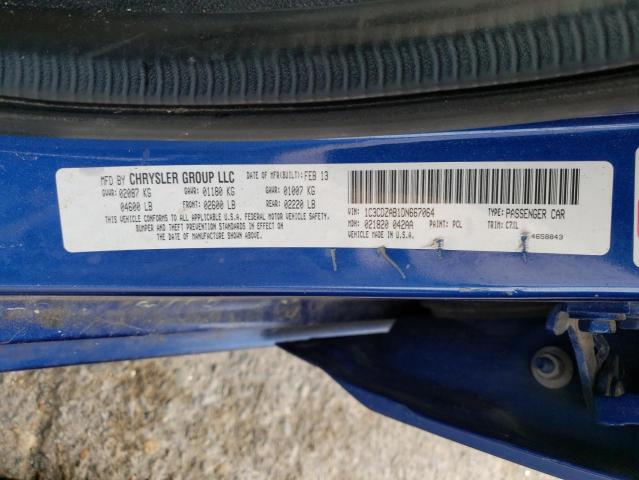 MFD BY CHRYSLER GROUP LLC DATE OF MFR(BUILT): FEB 13
GVWR: 02087 KG GAWR: 01180 KG GAWR: 01007 KG
04600 LB FRONT: 02600 LB REAR: 02220 LB
THIS VEHICLE CONFORMS TO ALL APPLICABLE U.S.A. FEDERAL MOTOR VEHICLE SAFETY,
BUMPER AND THEFT PREVENTION STANDARDS IN EFFECT ON
THE DATE OF MANUFACTURE SHOWN ABOVE.
VIN: 1C3CDZAB1DN667064 TYPE: PASSENGER CAR
MDH: 021820 042AA PAINT: PCL TRIM: C7XL
VEHICLE MADE IN U.S.A. 4658843